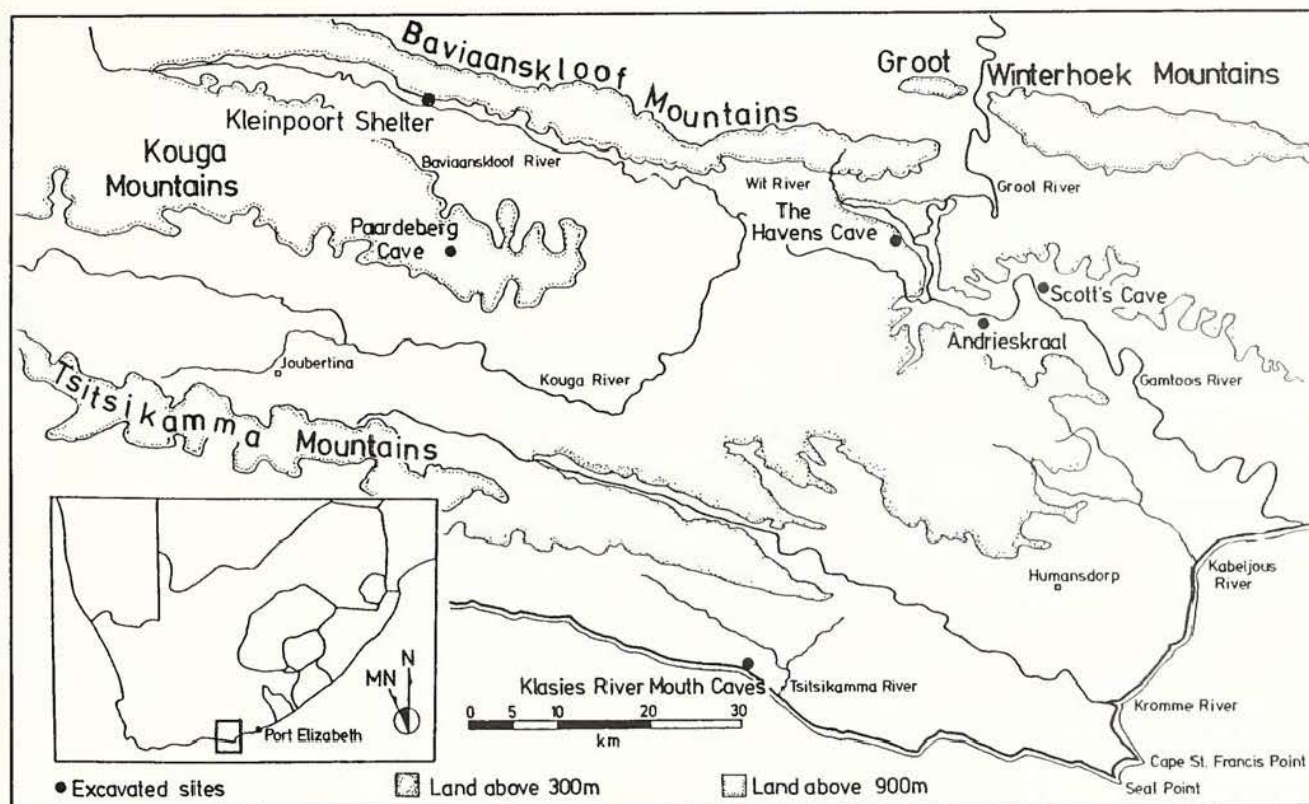 Baviaanskloof Mountains
Groot
Winterhoek Mountains
Kleinpoort Shelter
Kouga
Mountains
Baviaanskloof River
Wit River
Groot River
The
Havens Cave
Paardeberg
Cave
Scott's Cave
Andrieskraal
Joubertina
Kouga River
Gamtoos River
Tsitsikamma Mountains
Humansdorp
Kabeljous
River
Klasies River Mouth Caves
Tsitsikamma River
Kromme River
0 5 10 20 30
km
N
MN
Port Elizabeth
Cape St. Francis Point
Seal Point
Excavated sites
Land above 300m
Land above 900m